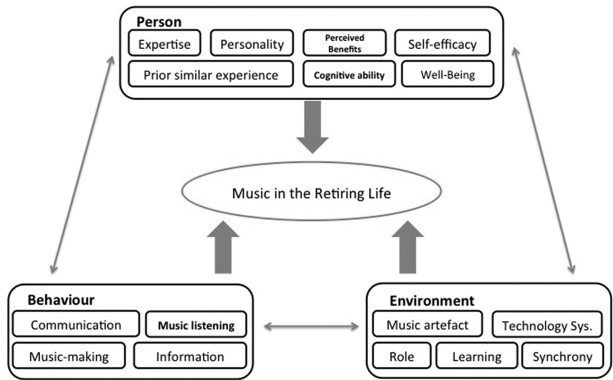 Person
Expertise
Personality
Perceived
Benefits
Self-efficacy
Prior similar experience
Cognitive ability
Well-Being
Music in the Retiring Life
Behaviour
Communication
Music listening
Music-making
Information
Environment
Music artefact
Technology Sys.
Role
Learning
Synchrony